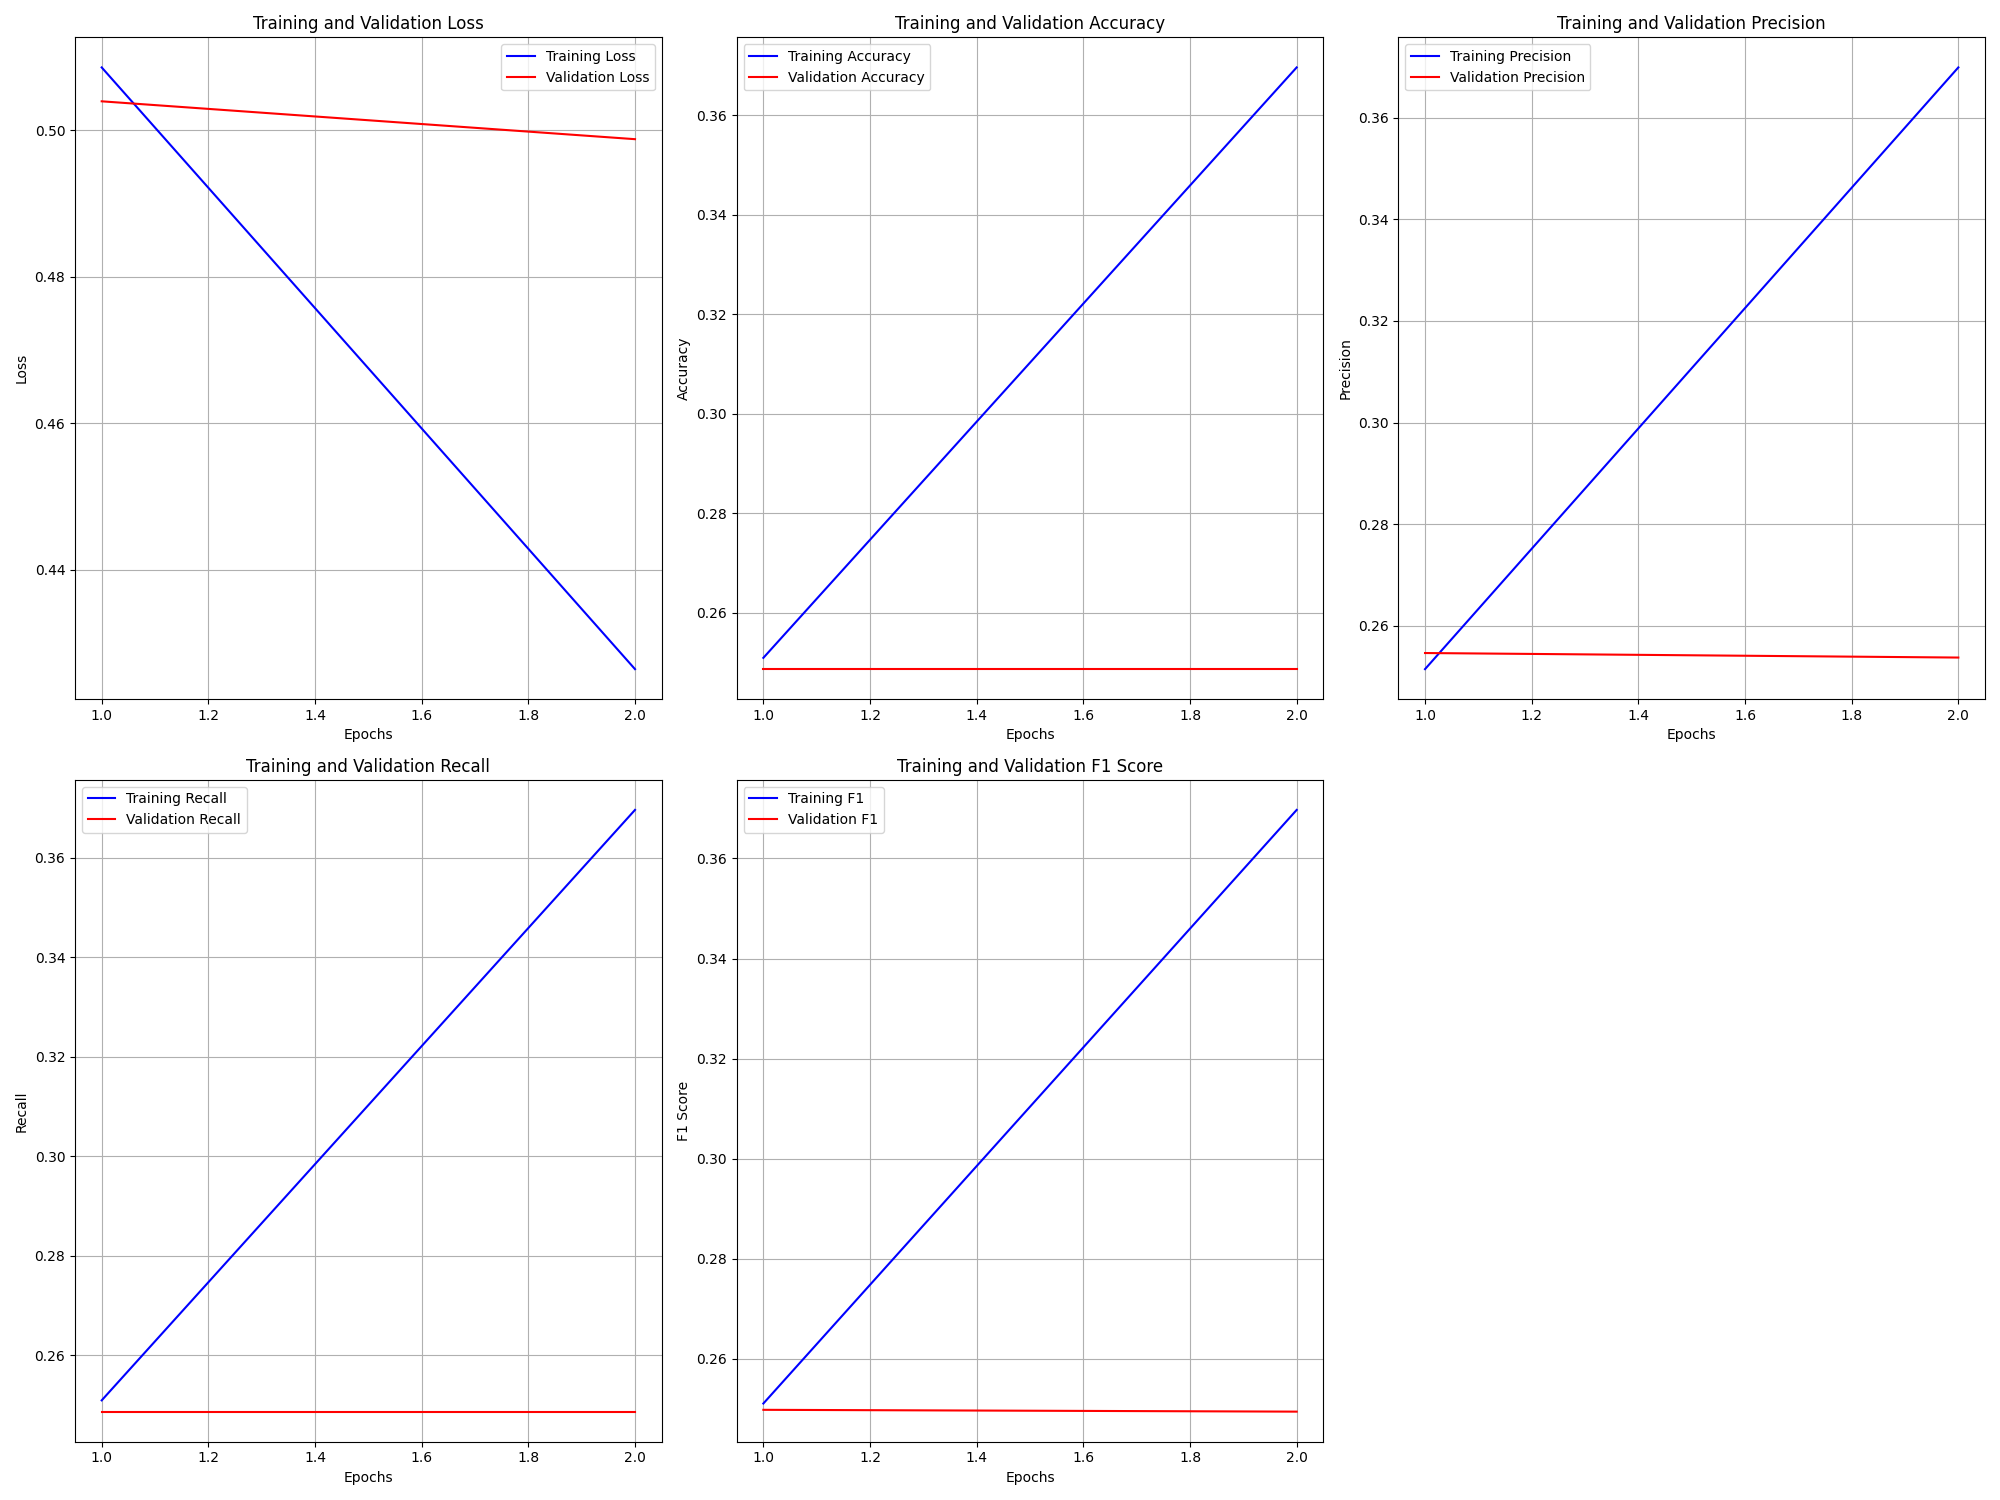 Training and Validation Loss
Training Loss
Validation Loss
0.50
0.48
0.46
0.44
Loss
1.0 1.2 1.4 1.6 1.8 2.0
Epochs
Training and Validation Accuracy
Training Accuracy
Validation Accuracy
0.36
0.34
0.32
0.30
0.28
0.26
Accuracy
1.0 1.2 1.4 1.6 1.8 2.0
Epochs
Training and Validation Precision
Training Precision
Validation Precision
0.36
0.34
0.32
0.30
0.28
0.26
Precision
1.0 1.2 1.4 1.6 1.8 2.0
Epochs
Training and Validation Recall
Training Recall
Validation Recall
0.36
0.34
0.32
0.30
0.28
0.26
Recall
1.0 1.2 1.4 1.6 1.8 2.0
Epochs
Training and Validation F1 Score
Training F1
Validation F1
0.36
0.34
0.32
0.30
0.28
0.26
F1 Score
1.0 1.2 1.4 1.6 1.8 2.0
Epochs